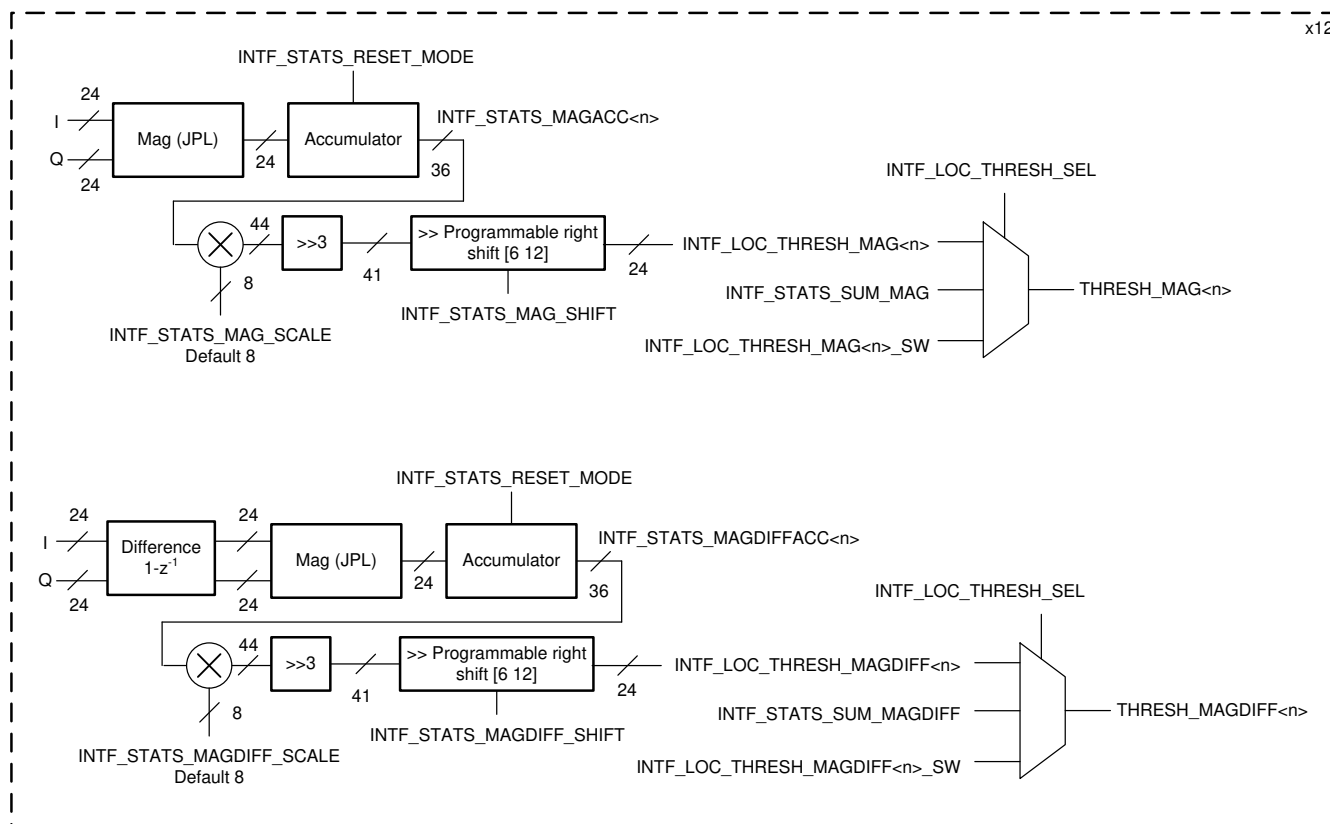 x12
INTF_STATS_RESET_MODE
24
I
Mag (JPL)
24
Accumulator
INTF_STATS_MAGACC<n>
36
Q
24
INTF_LOC_THRESH_SEL
44
>>3
41
>> Programmable right
shift [6 12]
24
INTF_LOC_THRESH_MAG<n>
8
INTF_STATS_SUM_MAG
THRESH_MAG<n>
INTF_STATS_MAG_SHIFT
INTF_STATS_MAG_SCALE
Default 8
INTF_LOC_THRESH_MAG<n>_SW
INTF_STATS_RESET_MODE
24
I
Difference
1-z-1
24
Mag (JPL)
24
Accumulator
INTF_STATS_MAGDIFFACC<n>
36
Q
24
24
INTF_LOC_THRESH_SEL
44
>>3
41
>> Programmable right
shift [6 12]
24
INTF_LOC_THRESH_MAGDIFF<n>
8
INTF_STATS_SUM_MAGDIFF
THRESH_MAGDIFF<n>
INTF_STATS_MAGDIFF_SHIFT
INTF_STATS_MAGDIFF_SCALE
Default 8
INTF_LOC_THRESH_MAGDIFF<n>_SW